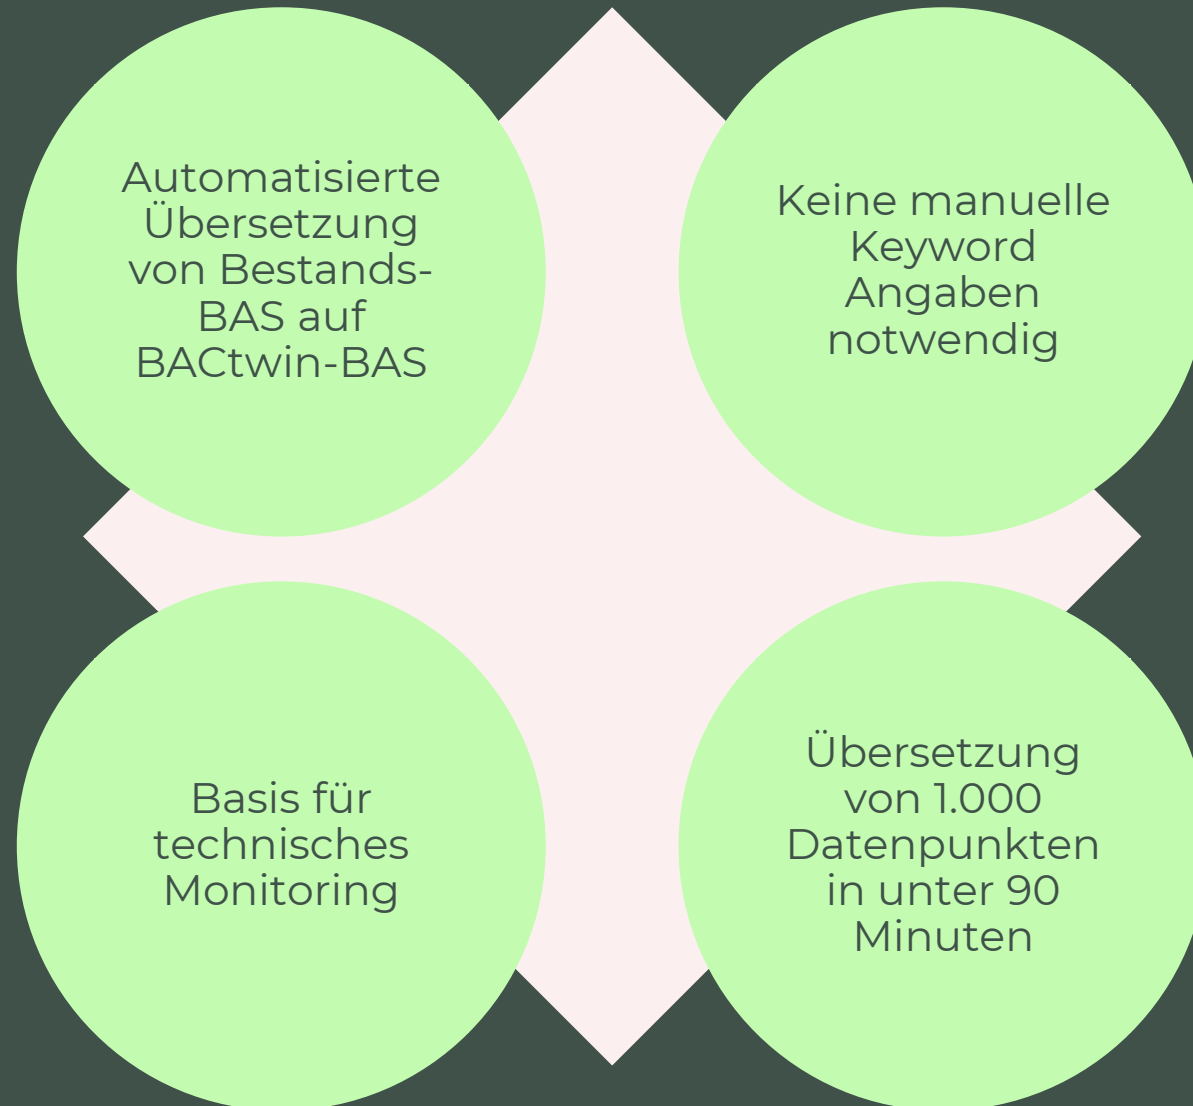 Automatisierte
Übersetzung
von Bestands-
BAS auf
BACtwin-BAS
Keine manuelle
Keyword
Angaben
notwendig
Basis für
technisches
Monitoring
Übersetzung
von 1.000
Datenpunkten
in unter 90
Minuten